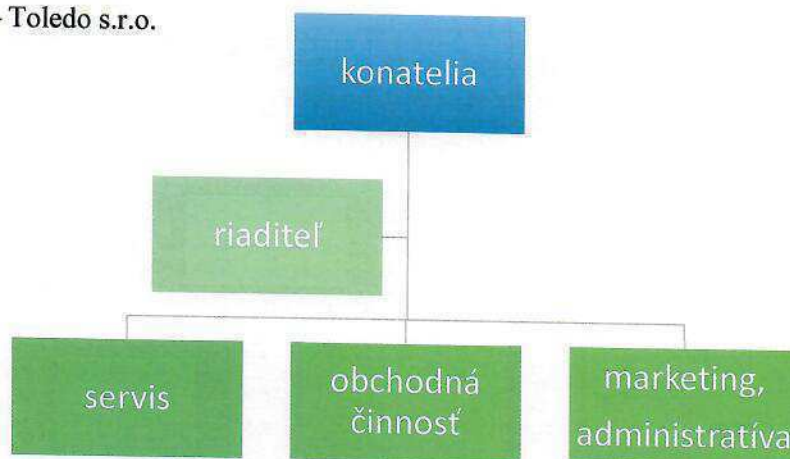 - Toledo s.r.o.
konatelia
riaditeľ
servis
obchodná
činnosť
marketing,
administratíva